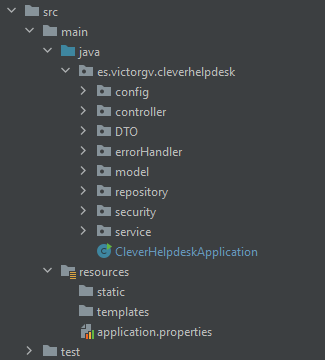 src
main
java
es.victorgv.cleverhelpdesk
config
controller
DTO
errorHandler
model
repository
security
service
CleverHelpdeskApplication
resources
static
templates
application.properties
test